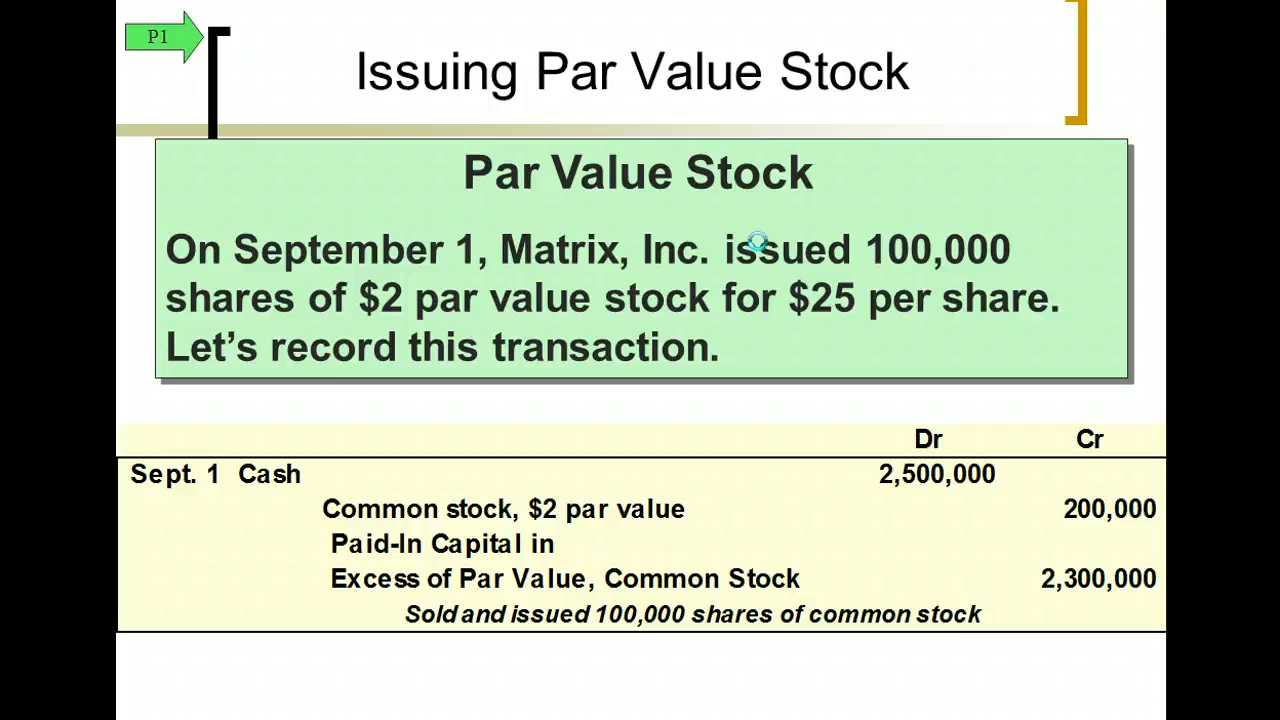 P1
Issuing Par Value Stock
Par Value Stock
On September 1, Matrix, Inc. issued 100,000
shares of $2 par value stock for $25 per share.
Let’s record this transaction.
Dr Cr
Sept. 1 Cash 2,500,000
Common stock, $2 par value 200,000
Paid-In Capital in
Excess of Par Value, Common Stock 2,300,000
Sold and issued 100,000 shares of common stock